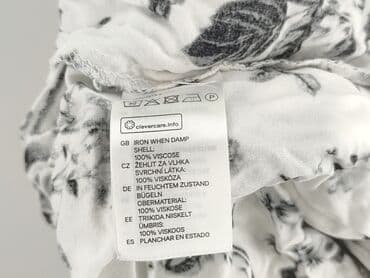 P
clevercare.info
GB IRON WHEN DAMP
SHELL:
100% VISCOSE
CZ ŽEHLIT ZA VLHKA
SVRCHNÍ LÁTKA:
100% VISKÓZA
DE IN FEUCHTEM ZUSTAND
BÜGELN
OBERMATERIAL:
100% VISKOSE
EE TRIIKIDA NIISKELT
ÜMBRIS:
100% VISKOOS
ES PLANCHAR EN ESTADO